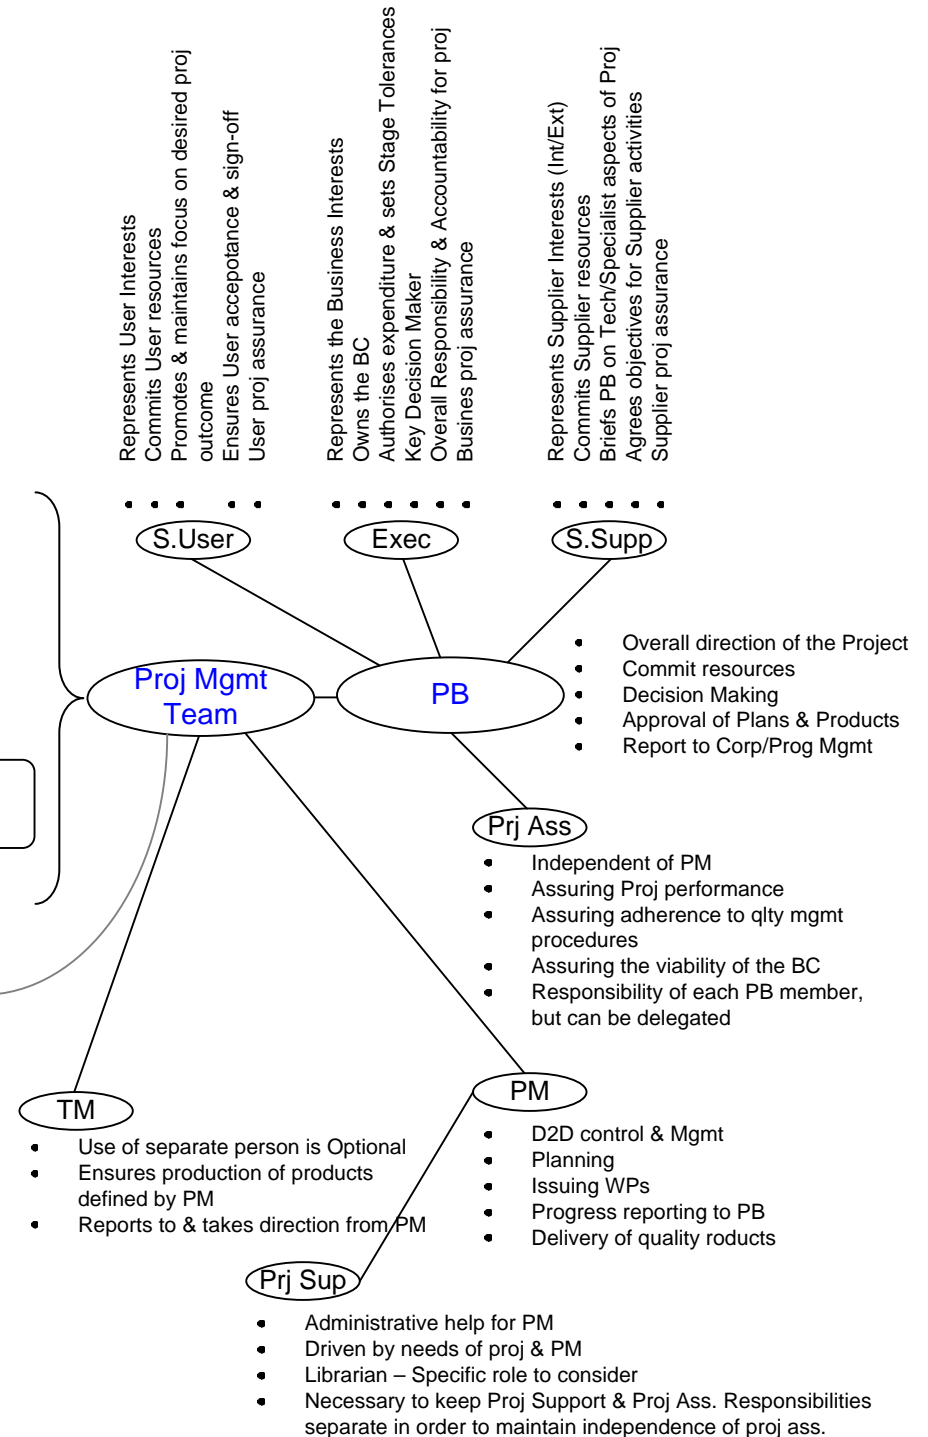 Represents User Interests
Commits User resources
Promotes & maintains focus on desired proj
outcome
Ensures User accepotance & sign-off
User proj assurance
Represents the Business Interests
Owns the BC
Authorises expenditure & sets Stage Tolerances
Key Decision Maker
Overall Responsibility & Accountability for proj
Busines proj assurance
Represents Supplier Interests (Int/Ext)
Commits Supplier resources
Briefs PB on Tech/Specialist aspects of Proj
Agrees objectives for Supplier activities
Supplier proj assurance
S.User
Exec
S.Supp
Proj Mgmt
Team
PB
Overall direction of the Project
Commit resources
Decision Making
Approval of Plans & Products
Report to Corp/Prog Mgmt
Prj Ass
Independent of PM
Assuring Proj performance
Assuring adherence to qlty mgmt
procedures
Assuring the viability of the BC
Responsibility of each PB member,
but can be delegated
TM
Use of separate person is Optional
Ensures production of products
defined by PM
Reports to & takes direction from PM
PM
D2D control & Mgmt
Planning
Issuing WPs
Progress reporting to PB
Delivery of quality roducts
Prj Sup
Administrative help for PM
Driven by needs of proj & PM
Librarian – Specific role to consider
Necessary to keep Proj Support & Proj Ass. Responsibilities
separate in order to maintain independence of proj ass.